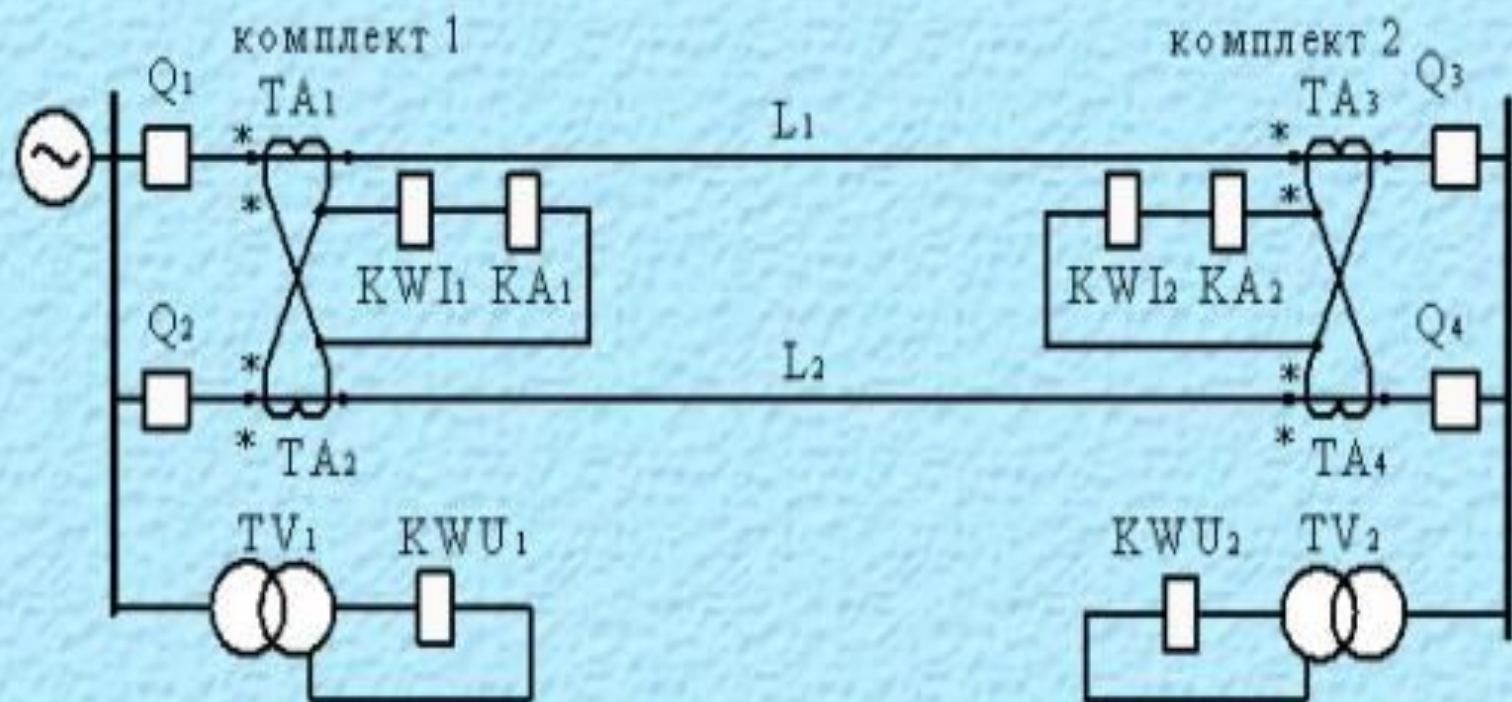 комплект 1
комплект 2
Q1
TA1
L1
TA3
Q3
*
*
*
*
KWI1 KA1
KWI2 KA2
Q2
Q4
*
L2
*
*
TA2
*
TA4
TV1
KWU1
KWU2
TV2